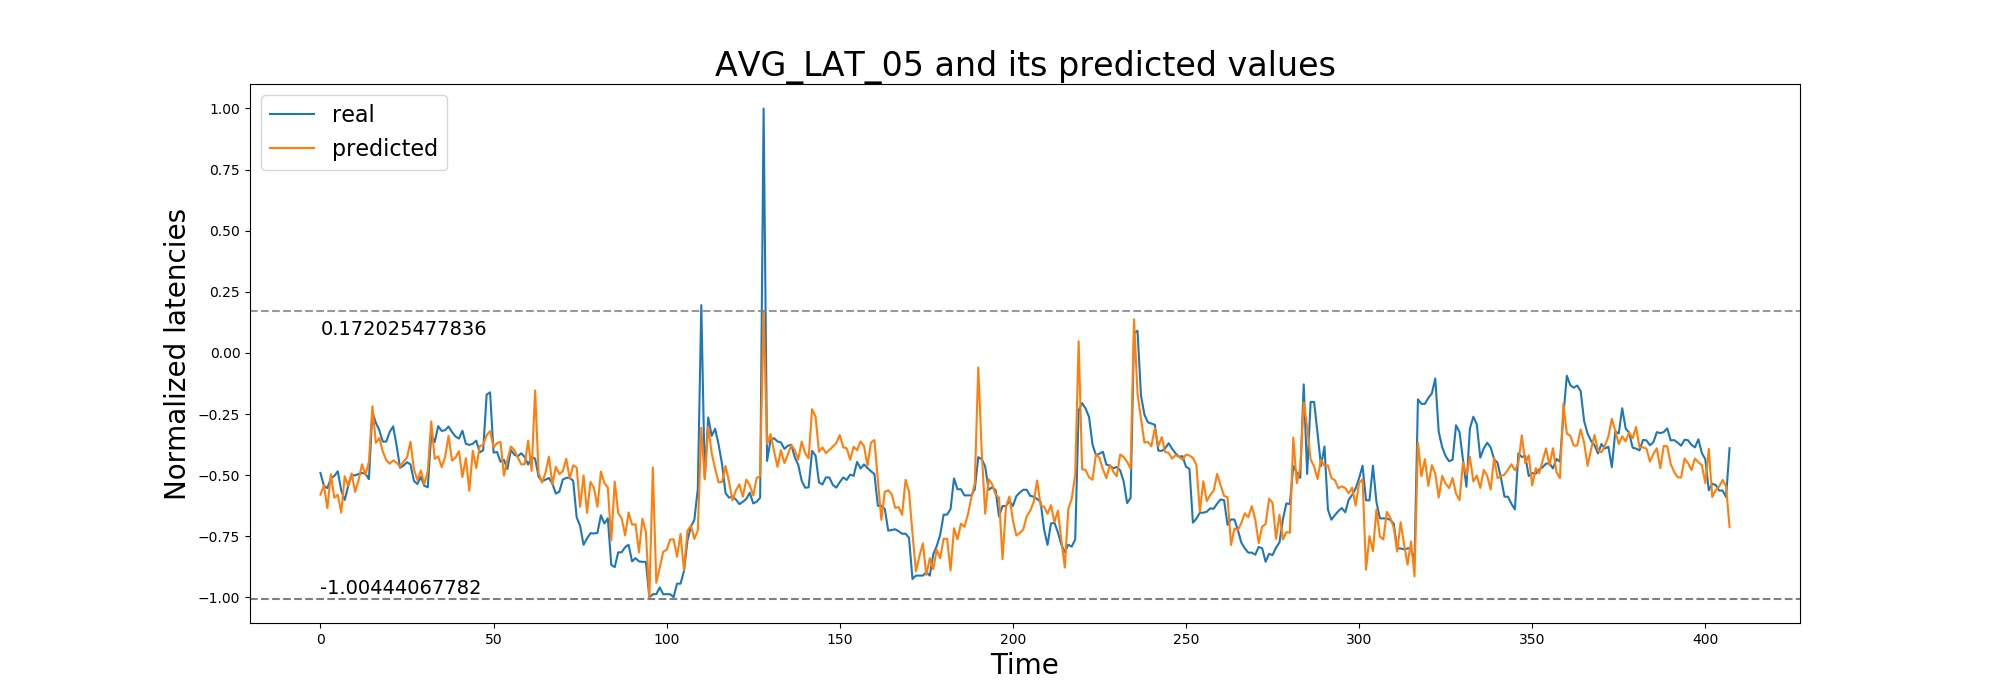 AVG_LAT_05 and its predicted values
real
predicted
Normalized latencies
1.00
0.75
0.50
0.25
0.00
−0.25
−0.50
−0.75
−1.00
0.172025477836
-1.00444067782
0 50 100 150 200 250 300 350 400
Time